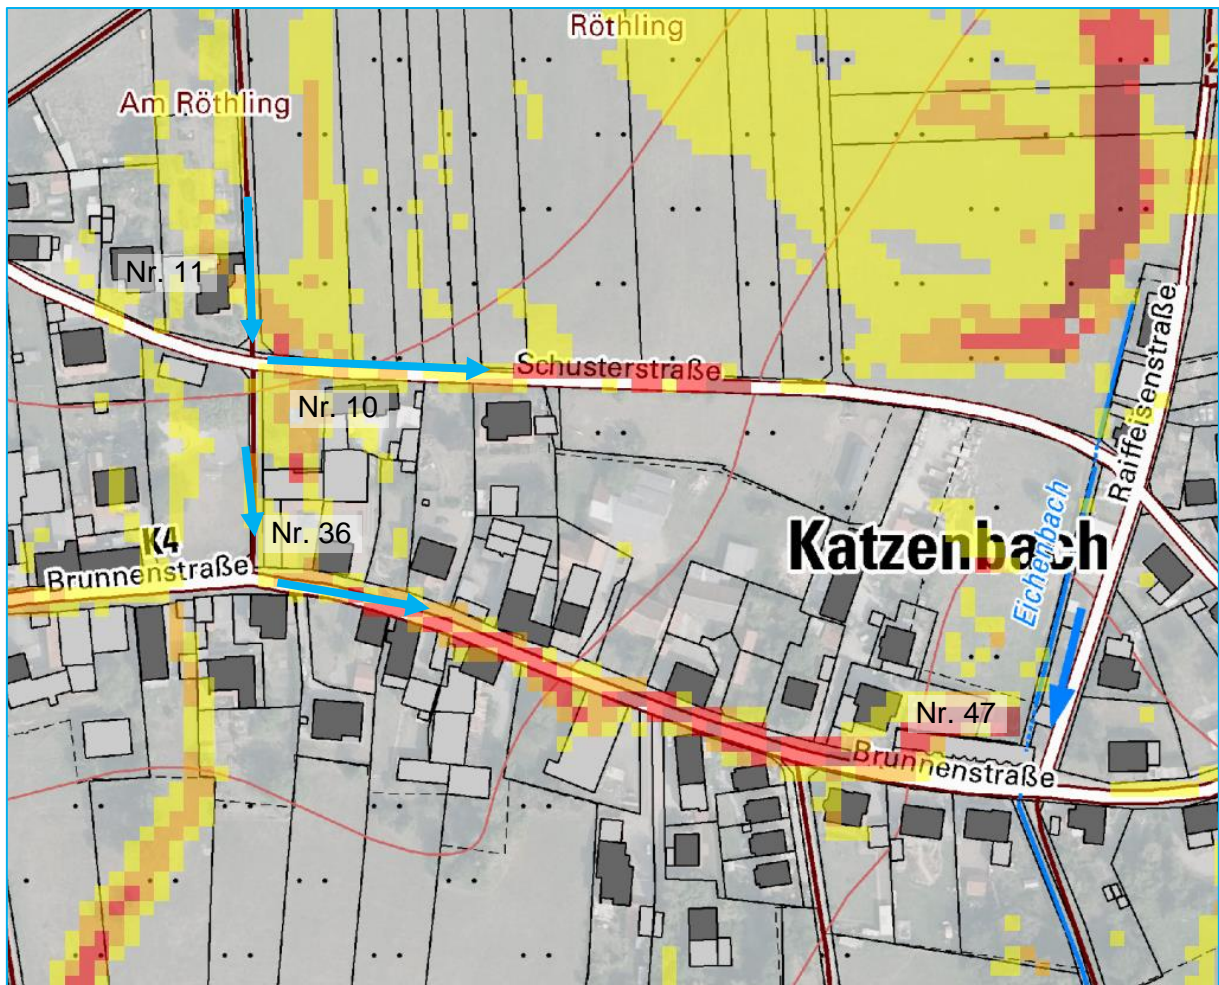 Röthling
Am Röthling
Nr. 11
Schusterstraße
Nr. 10
Raiffeisenstraße
Nr. 36
K4
Katzenbach
Brunnenstraße
Eichenbach
Nr. 47
Brunnenstraße